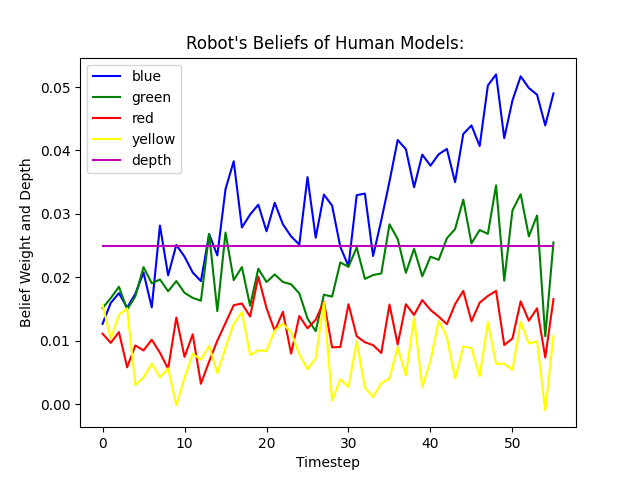 Robot's Beliefs of Human Models:
blue
green
red
yellow
depth
Belief Weight and Depth
0.05
0.04
0.03
0.02
0.01
0.00
0 10 20 30 40 50
Timestep